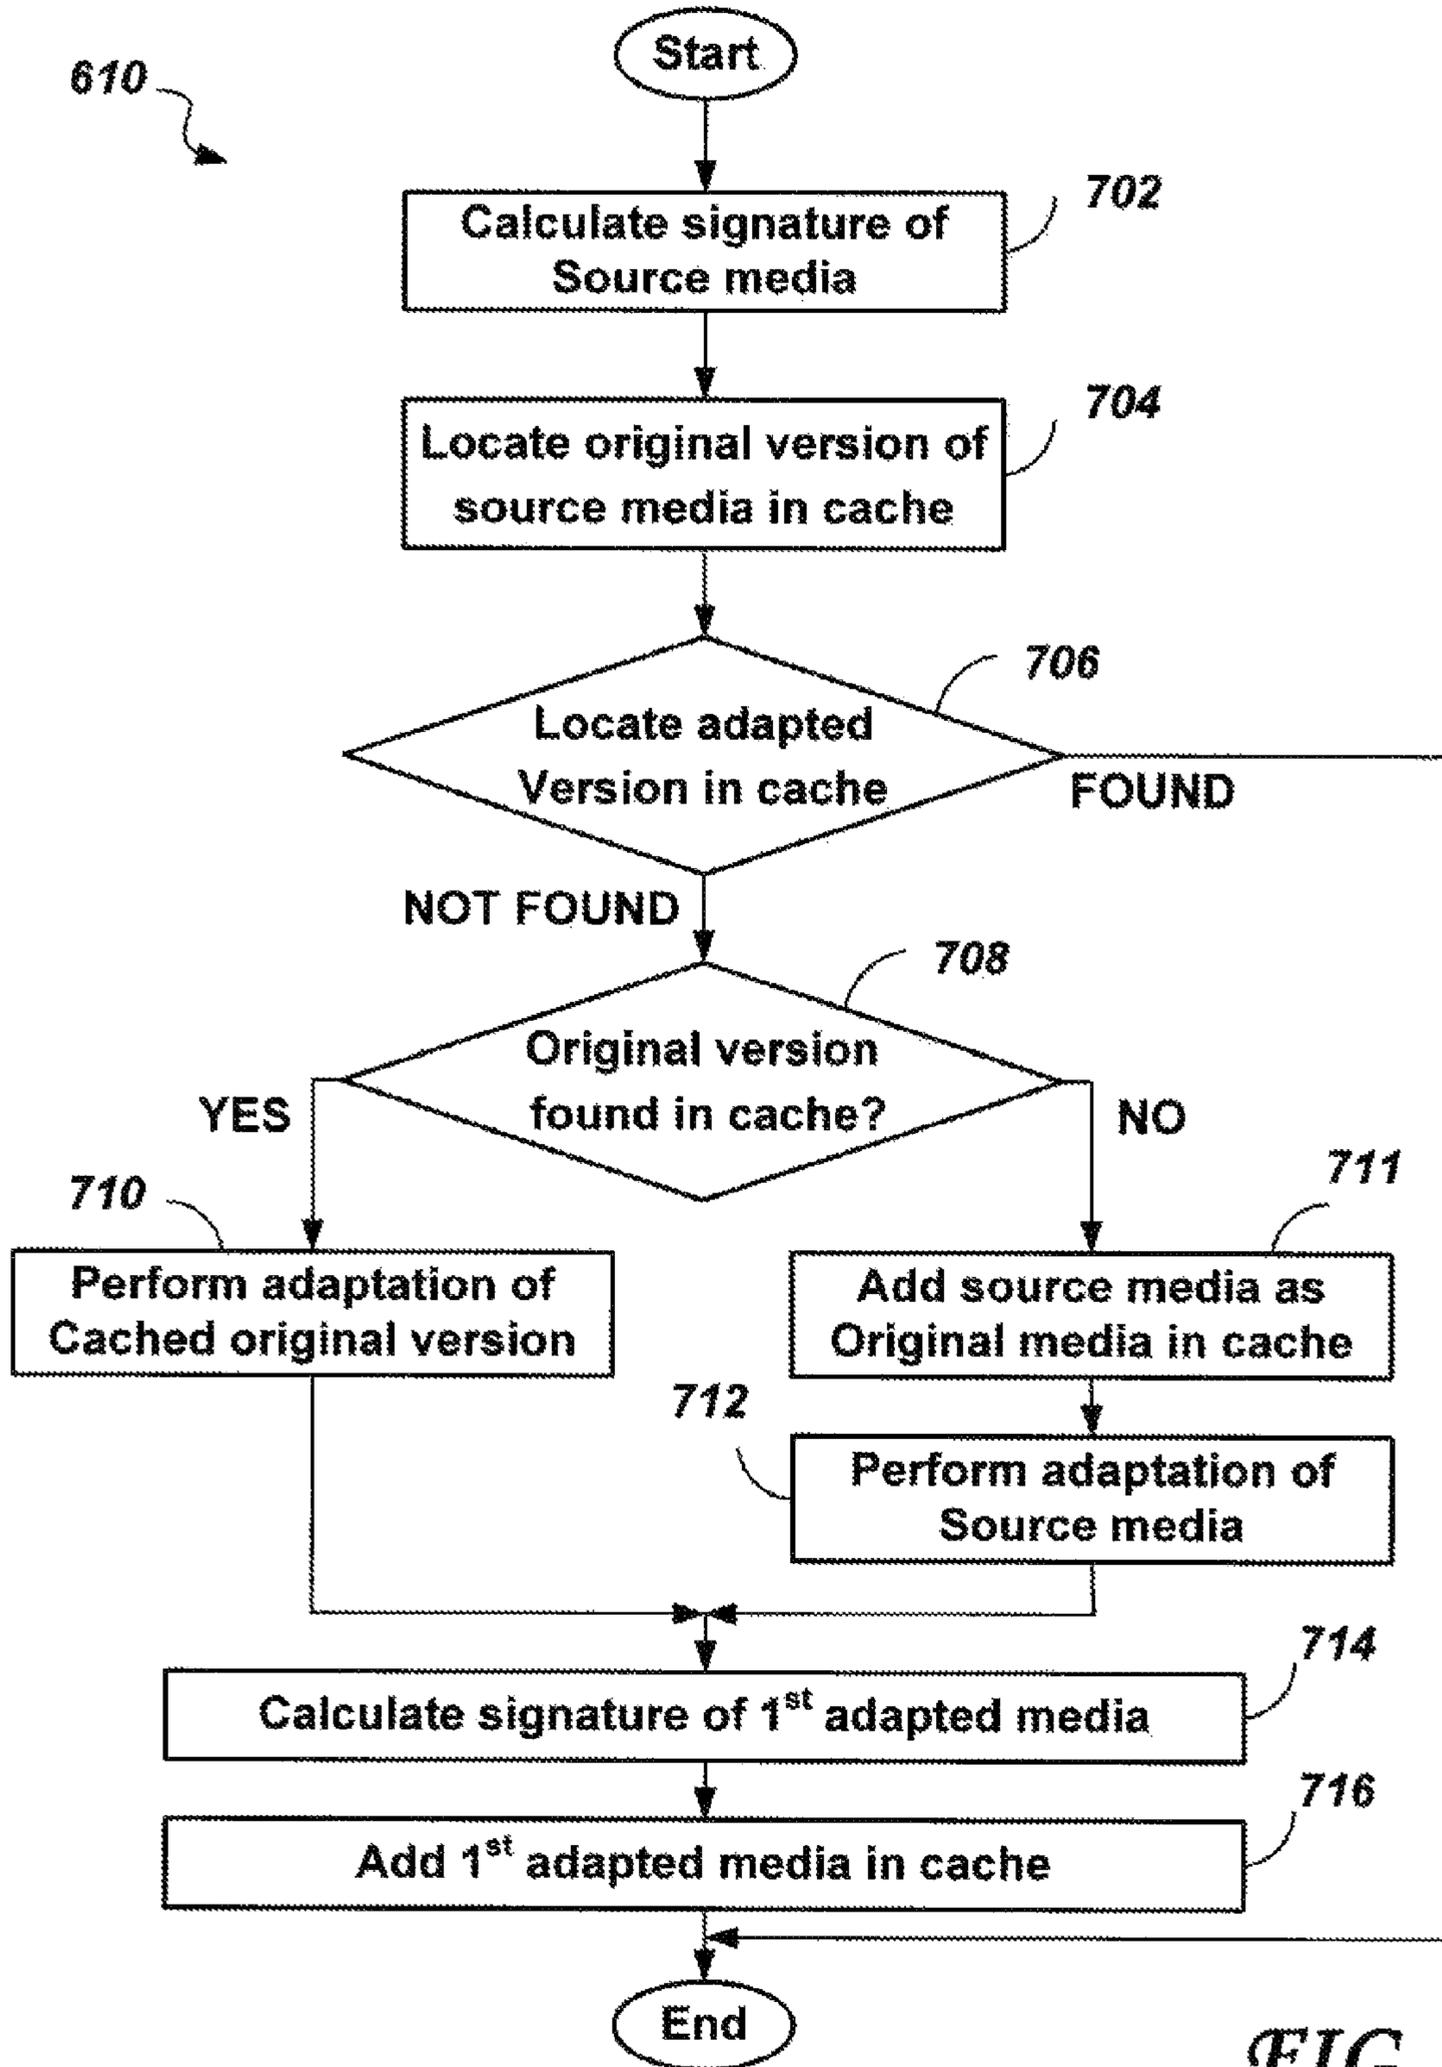 Start
610
702
Calculate signature of
Source media
704
Locate original version of
source media in cache
706
Locate adapted
Version in cache
FOUND
NOT FOUND
708
Original version
found in cache?
YES
NO
710
711
Perform adaptation of
Cached original version
Add source media as
Original media in cache
712
Perform adaptation of
Source media
714
Calculate signature of 1st adapted media
716
Add 1st adapted media in cache
End
FIG